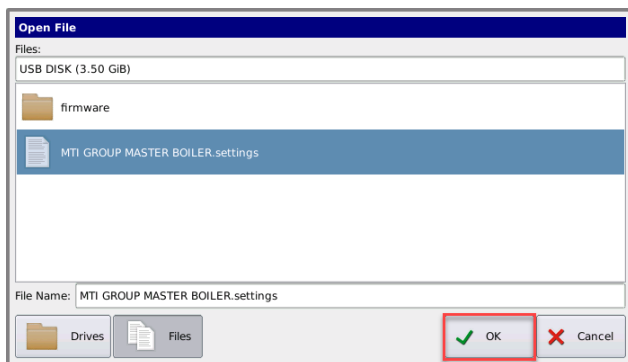 Open File
Files:
USB DISK (3.50 GiB)
firmware
MTI GROUP MASTER BOILER.settings
File Name: MTI GROUP MASTER BOILER.settings
Drives Files OK Cancel